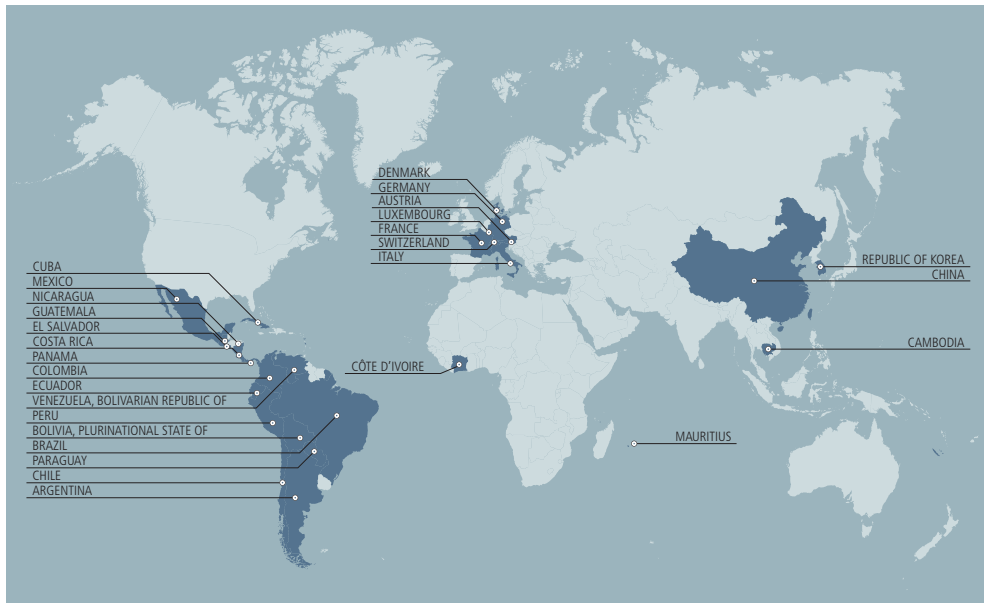 DENMARK
GERMANY
AUSTRIA
LUXEMBOURG
FRANCE
SWITZERLAND
ITALY
CUBA
MEXICO
NICARAGUA
GUATEMALA
EL SALVADOR
COSTA RICA
PANAMA
COLOMBIA
ECUADOR
VENEZUELA, BOLIVARIAN REPUBLIC OF
PERU
BOLIVIA, PLURINATIONAL STATE OF
BRAZIL
PARAGUAY
CHILE
ARGENTINA
CÔTE D’IVOIRE
REPUBLIC OF KOREA
CHINA
CAMBODIA
MAURITIUS